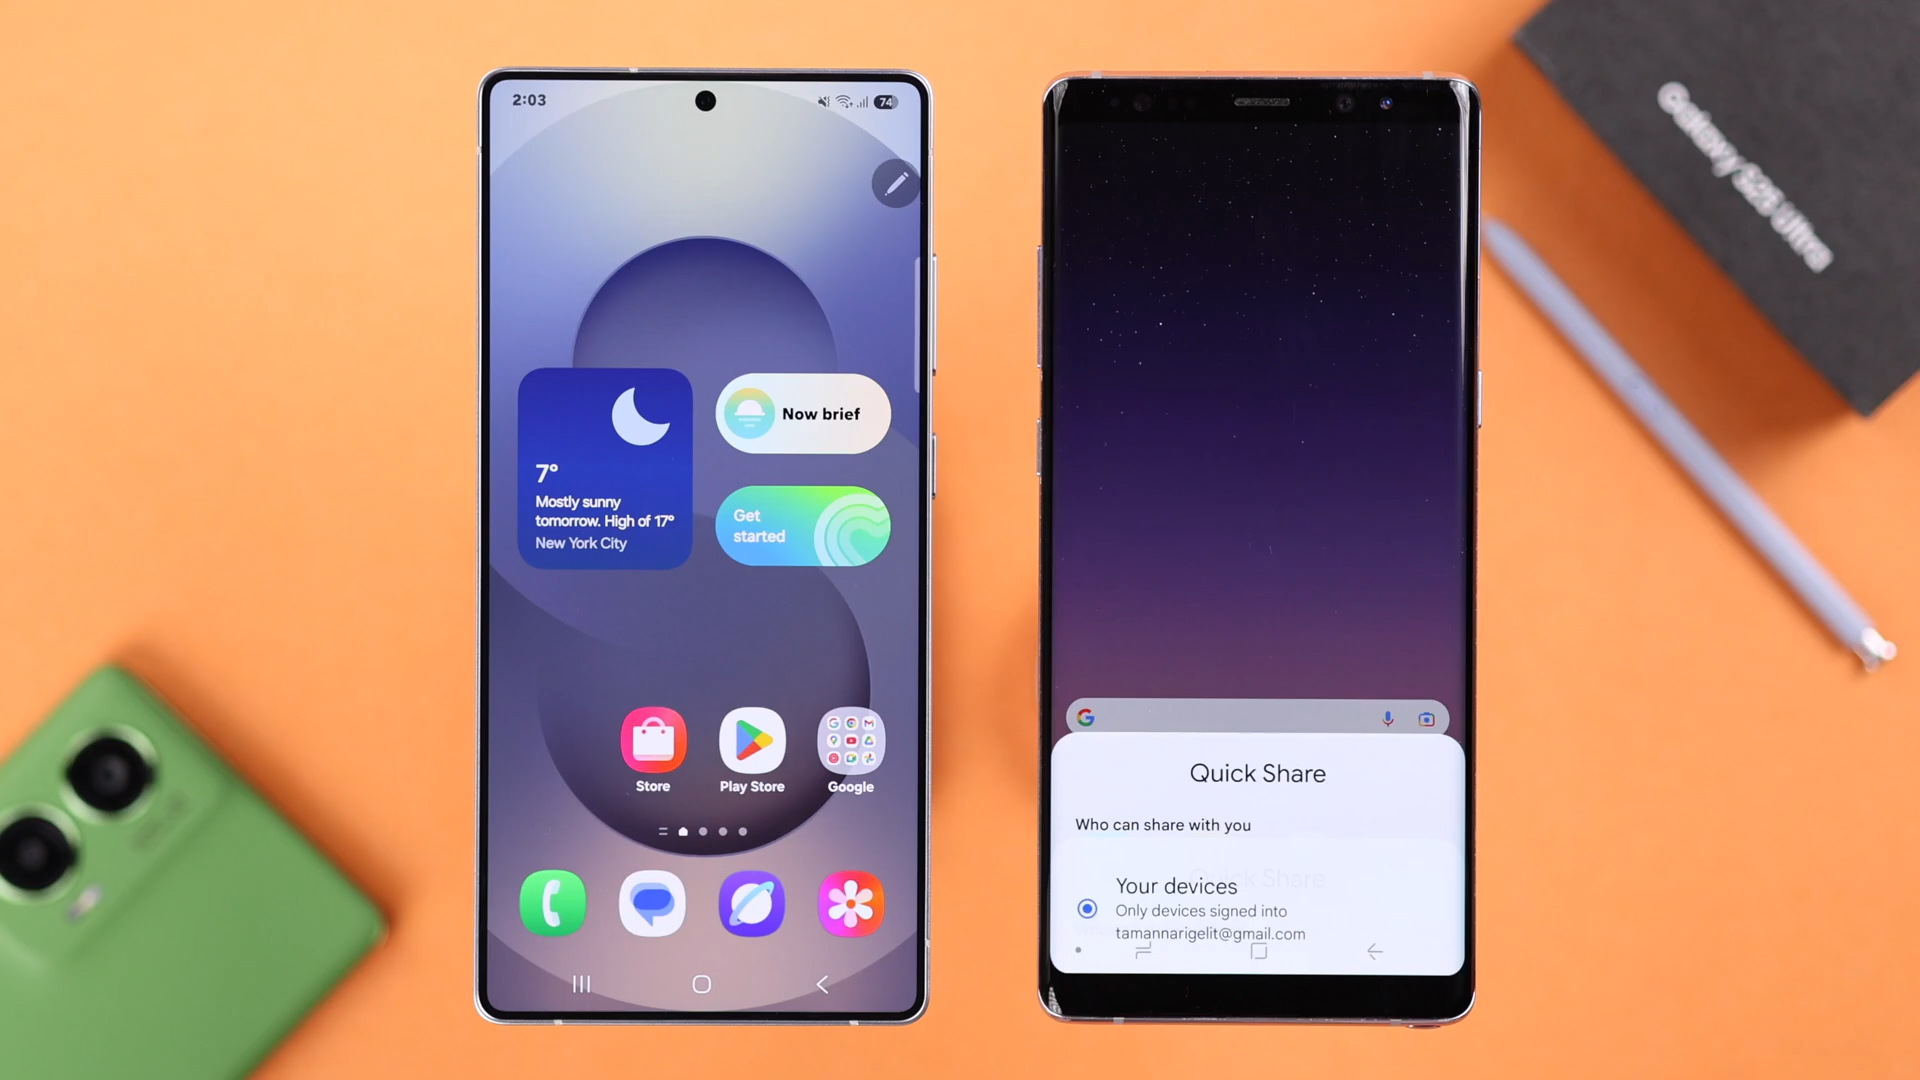 2:03
74
7°
Mostly sunny
tomorrow. High of 17°
New York City
Now brief
Get
started
Store
Play Store
Google
Galaxy S25 Ultra
G
Quick Share
Who can share with you
Quick Share
Your devices
Only devices signed into
tamannarigelit@gmail.com